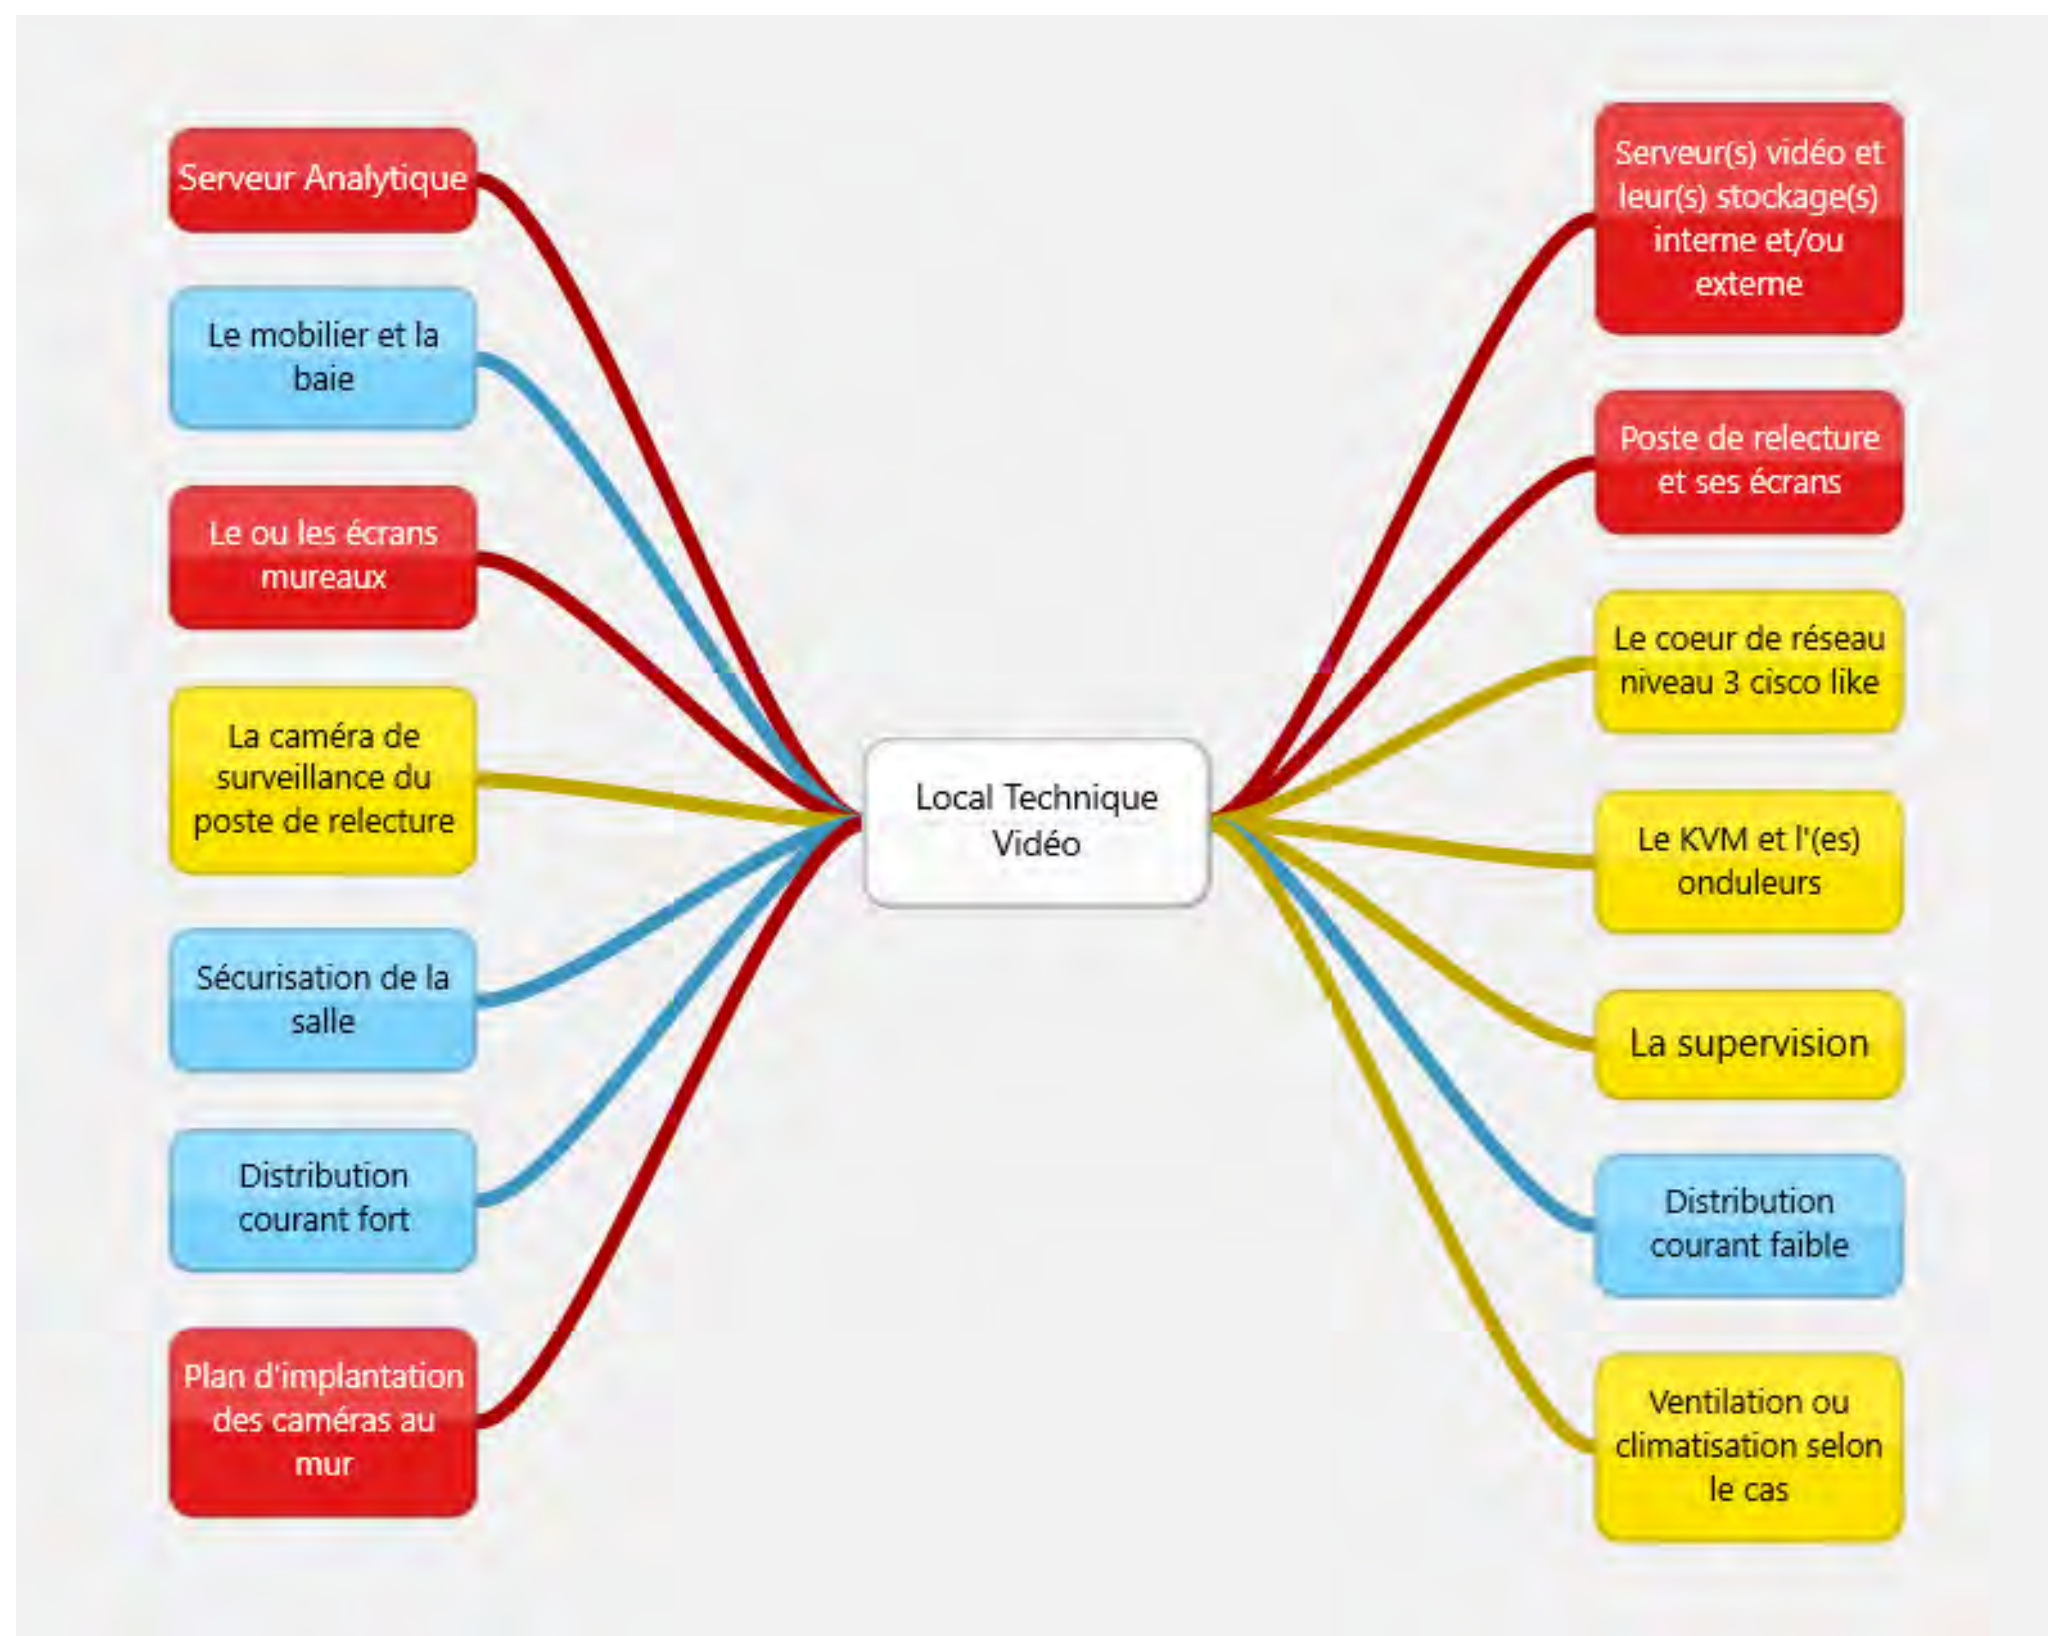 Serveur Analytique
Le mobilier et la
baie
Le ou les écrans
mureaux
La caméra de
surveillance du
poste de relecture
Sécurisation de la
salle
Distribution
courant fort
Plan d'implantation
des caméras au
mur
Local Technique
Vidéo
Serveur(s) vidéo et
leur(s) stockage(s)
interne et/ou
externe
Poste de relecture
et ses écrans
Le coeur de réseau
niveau 3 cisco like
Le KVM et l'(es)
onduleurs
La supervision
Distribution
courant faible
Ventilation ou
climatisation selon
le cas